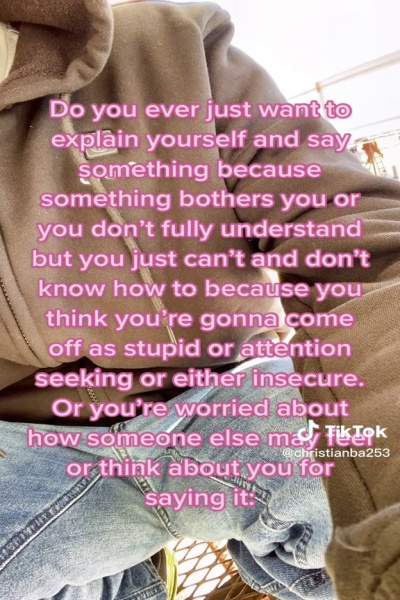 Do you ever just want to
explain yourself and say
something because
something bothers you or
you don't fully understand
but you just can't and don't
know how to because you
think you're gonna come
off as stupid or attention
seeking or either insecure.
Or you're worried about
how someone else may feel
TikTok
@christianba253
or think about you for
saying it: